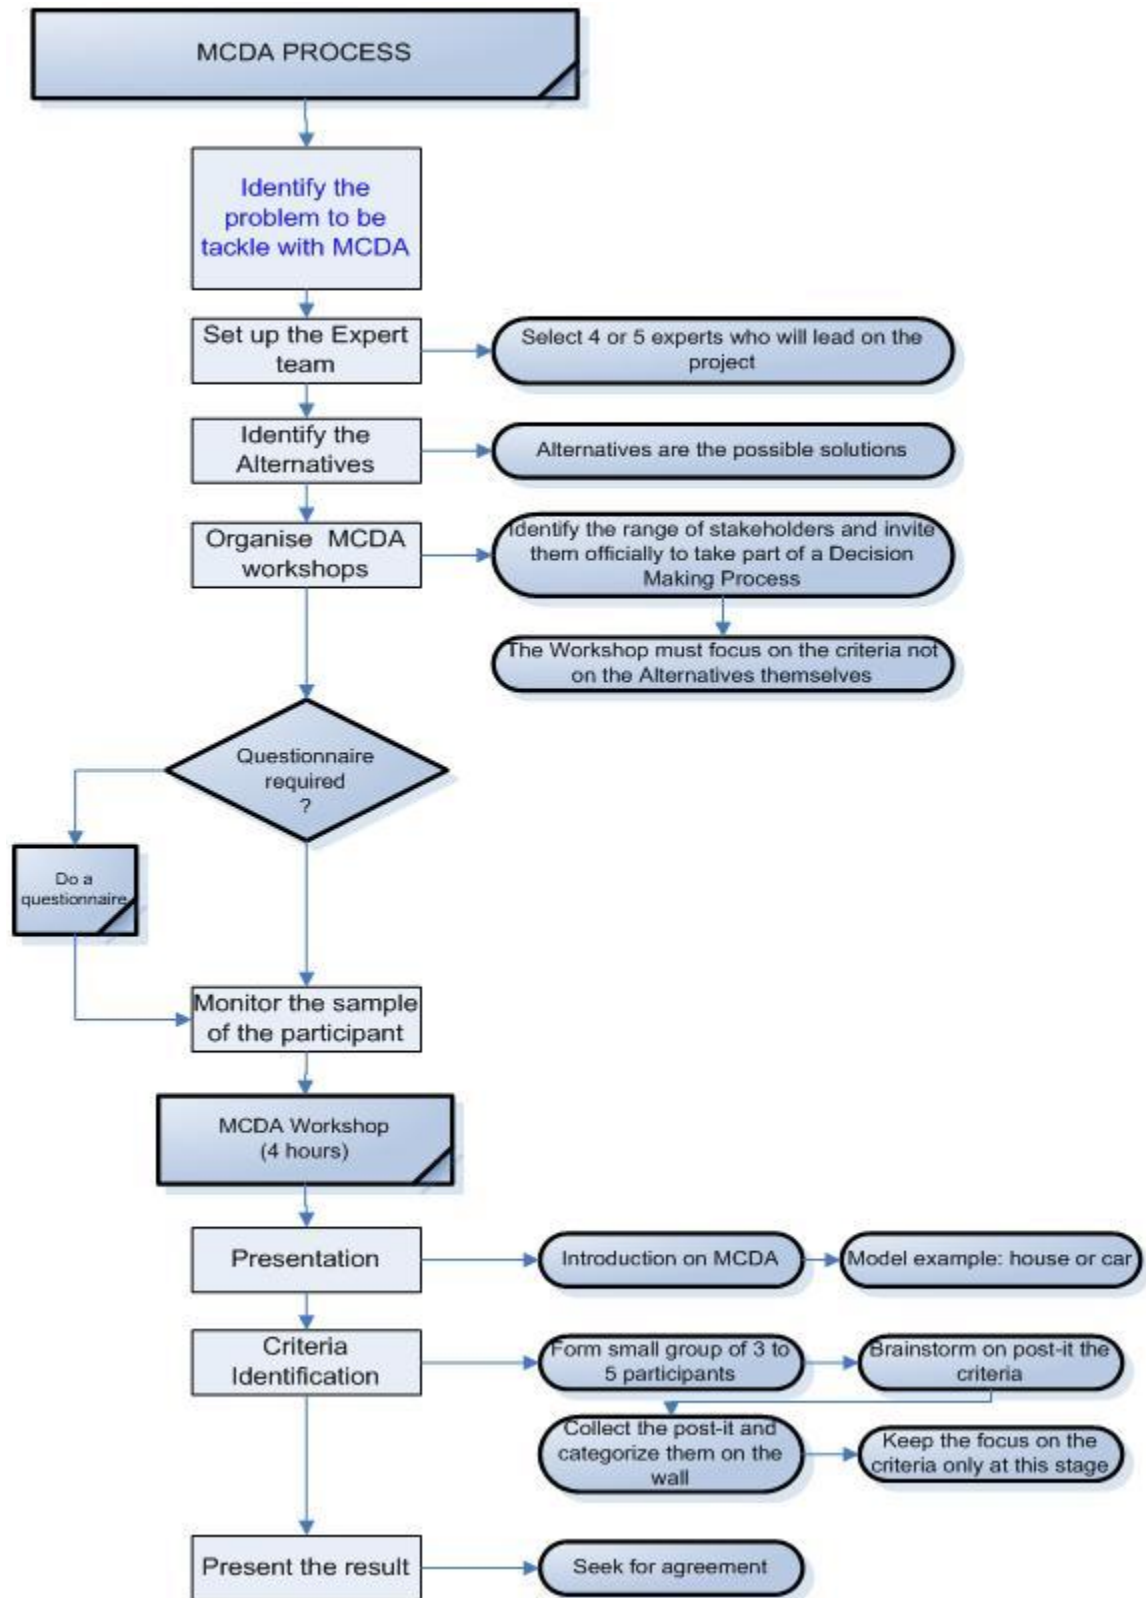 MCDA PROCESS
Identify the
problem to be
tackle with MCDA
Set up the Expert
team
Select 4 or 5 experts who will lead on the
project
Identify the
Alternatives
Alternatives are the possible solutions
Organise MCDA
workshops
Identify the range of stakeholders and invite
them officially to take part of a Decision
Making Process
The Workshop must focus on the criteria not
on the Alternatives themselves
Questionnaire
required
?
Do a
questionnaire
Monitor the sample
of the participant
MCDA Workshop
(4 hours)
Presentation
Introduction on MCDA
Model example: house or car
Criteria
Identification
Form small group of 3 to
5 participants
Brainstorm on post-it the
criteria
Collect the post-it and
categorize them on the
wall
Keep the focus on the
criteria only at this stage
Present the result
Seek for agreement